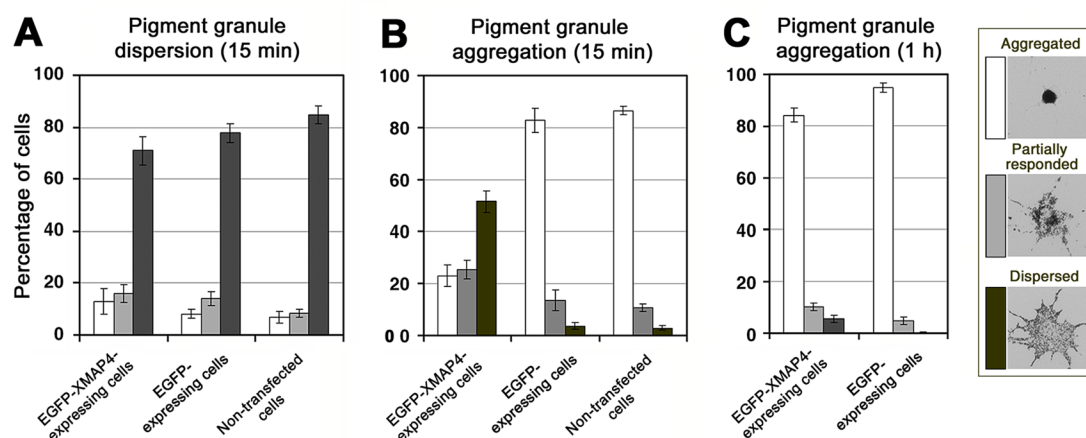 A
Pigment granule
dispersion (15 min)
Percentage of cells
100
80
60
40
20
0
EGFP-XMAP4-
expressing cells
EGFP-
expressing cells
Non-transfected
cells
B
Pigment granule
aggregation (15 min)
100
80
60
40
20
0 0
EGFP-XMAP4-
expressing cells
EGFP-
expressing cells
Non-transfected
cells
C
Pigment granule
aggregation (1 h)
100
80
60
40
20
0
EGFP-XMAP4-
expressing cells
EGFP-
expressing cells
Aggregated
Partially
responded
Dispersed